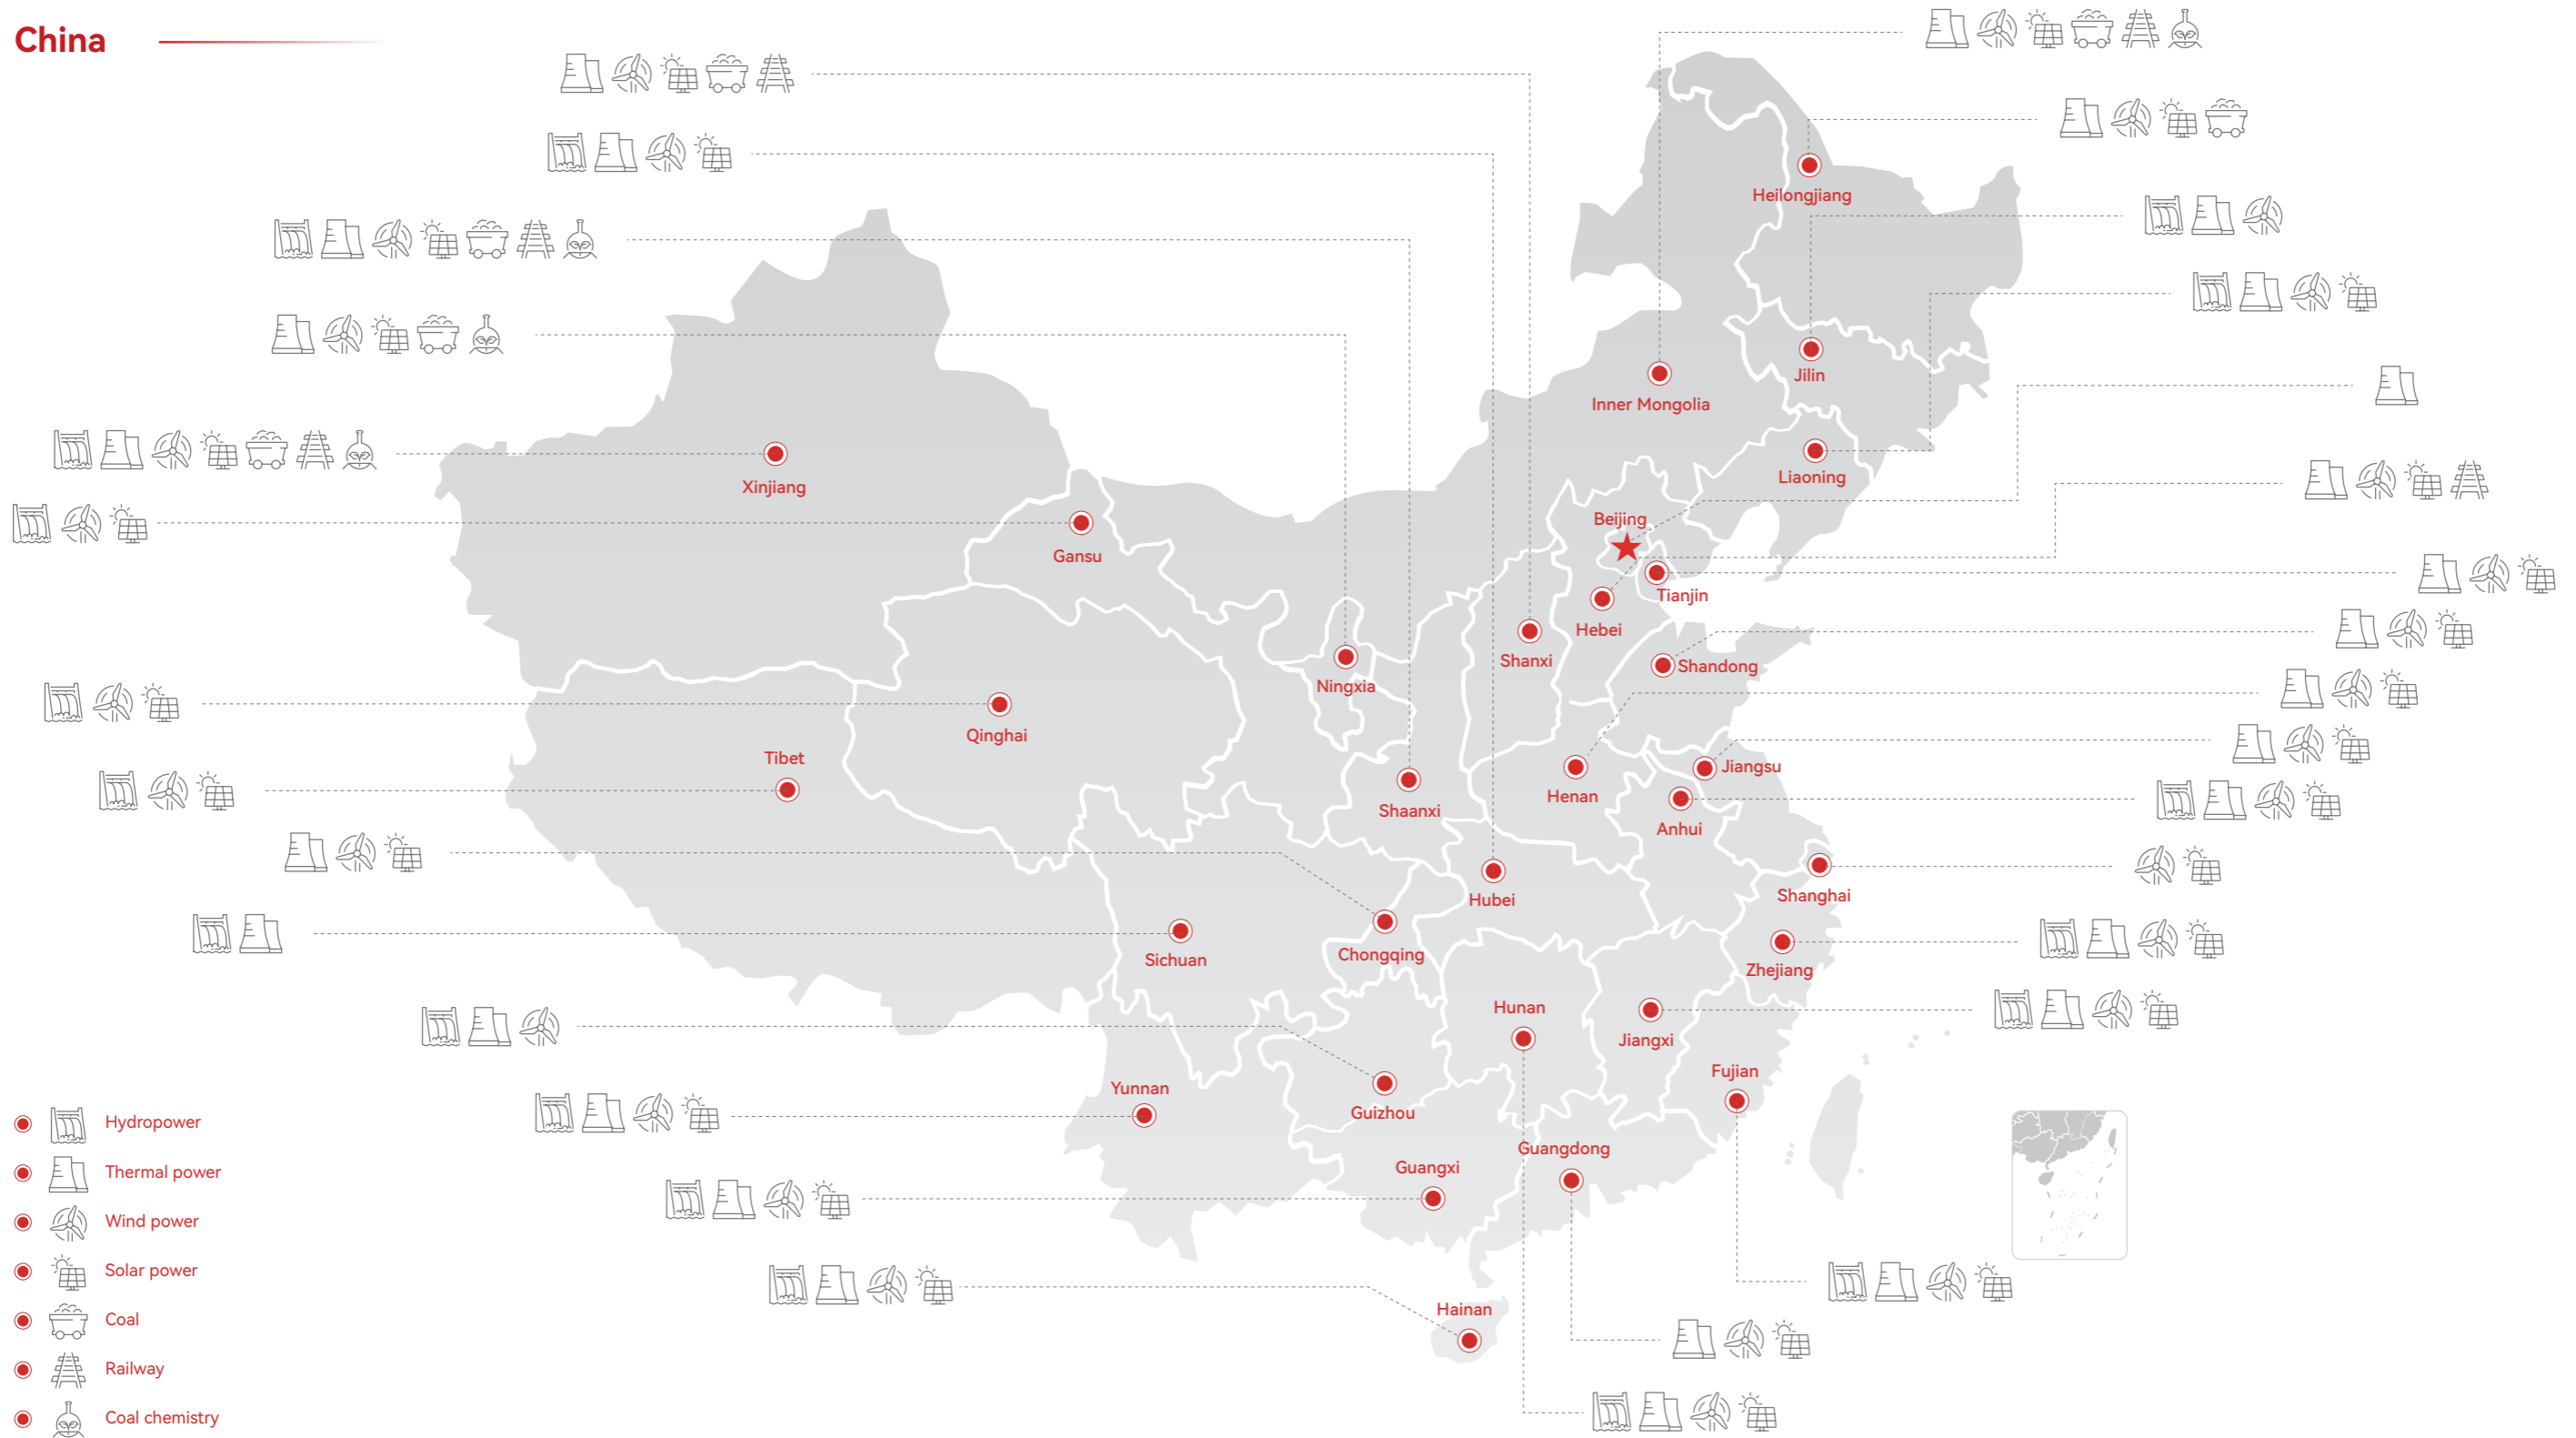 China
Heilongjiang
Jilin
Inner Mongolia
Liaoning
Xinjiang
Beijing
Gansu
Tianjin
Hebei
Shanxi
Shandong
Ningxia
Qinghai
Tibet
Jiangsu
Henan
Shaanxi
Anhui
Shanghai
Hubei
Chongqing
Sichuan
Zhejiang
Hunan
Jiangxi
Fujian
Yunnan
Guizhou
Guangdong
Guangxi
Hainan
Hydropower
Thermal power
Wind power
Solar power
Coal
Railway
Coal chemistry